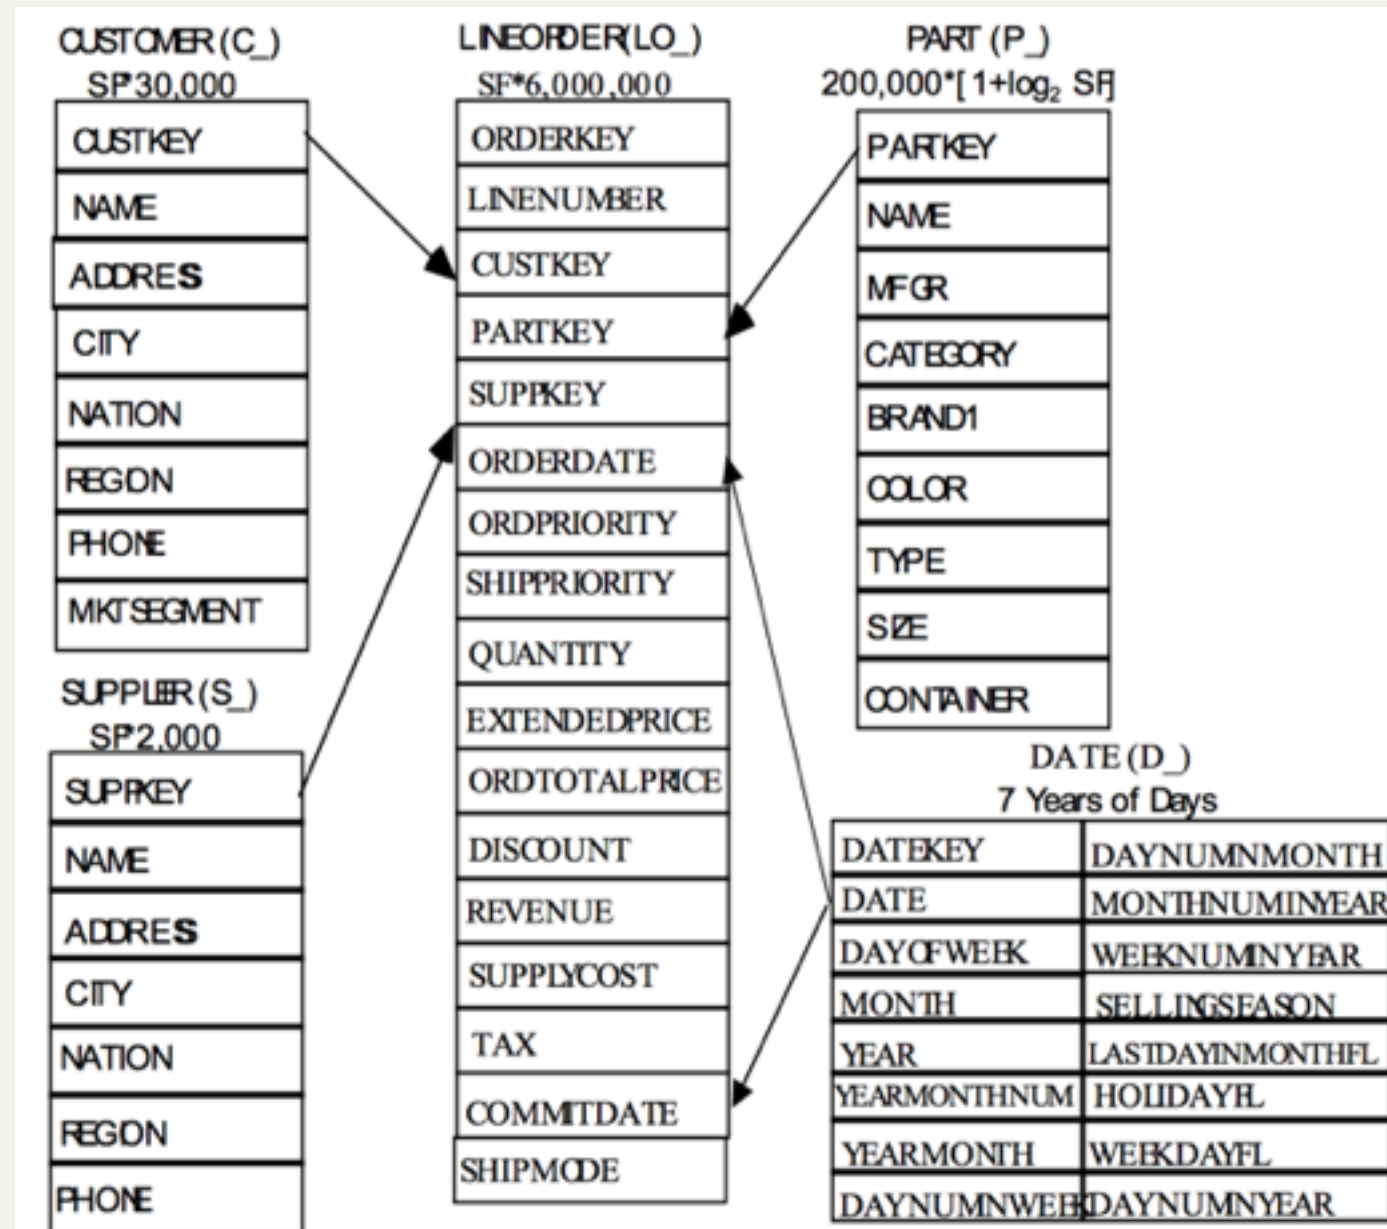 CUSTOMER (C_)
SF*30,000
CUSTKEY
NAME
ADDRESS
CITY
NATION
REGION
PHONE
MKTSEGMENT
SUPPLIER (S_)
SF*2,000
SUPPKEY
NAME
ADDRESS
CITY
NATION
REGION
PHONE
LINEORDER(LO_)
SF*6,000,000
ORDERKEY
LINENUMBER
CUSTKEY
PARTKEY
SUPPKEY
ORDERDATE
ORDPRIORITY
SHIPPRIORITY
QUANTITY
EXTENDEDPRICE
ORDTOTALPRICE
DISCOUNT
REVENUE
SUPPLYCOST
TAX
COMMITDATE
SHIPMODE
PART (P_)
200,000*[1+log₂ SF]
PARTKEY
NAME
MFGR
CATEGORY
BRAND1
COLOR
TYPE
SIZE
CONTAINER
DATE (D_)
7 Years of Days
DATEKEY DAYNUMINMONTH
DATE MONTHNUMINYEAR
DAYOFWEEK WEEKNUMINYEAR
MONTH SELLINGSEASON
YEAR LASTDAYINMONTHFL
YEARMONTHNUM HOLIDAYFL
YEARMONTH WEEKDAYFL
DAYNUMINWEEK DAYNUMINYEAR